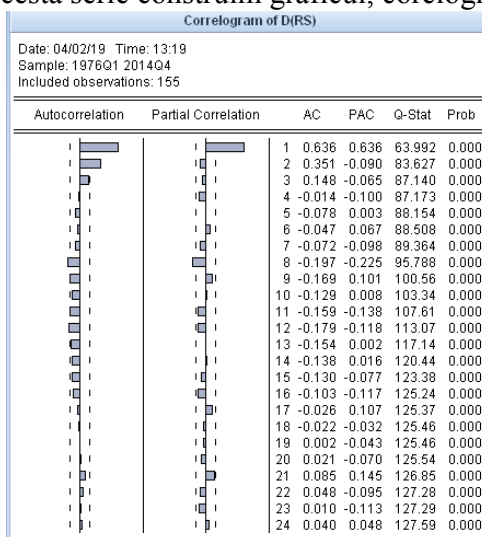 cesta serie construim graficul, corelogr
Correlogram of D(RS)
Date: 04/02/19 Time: 13:19
Sample: 1976Q1 2014Q4
Included observations: 155
Autocorrelation Partial Correlation AC PAC Q-Stat Prob
1 0.636 0.636 63.992 0.000
2 0.351 -0.090 83.627 0.000
3 0.148 -0.065 87.140 0.000
4 -0.014 -0.100 87.173 0.000
5 -0.078 0.003 88.154 0.000
6 -0.047 0.067 88.508 0.000
7 -0.072 -0.098 89.364 0.000
8 -0.197 -0.225 95.788 0.000
9 -0.169 0.101 100.56 0.000
10 -0.129 0.008 103.34 0.000
11 -0.159 -0.138 107.61 0.000
12 -0.179 -0.118 113.07 0.000
13 -0.154 0.002 117.14 0.000
14 -0.138 0.016 120.44 0.000
15 -0.130 -0.077 123.38 0.000
16 -0.103 -0.117 125.24 0.000
17 -0.026 0.107 125.37 0.000
18 -0.022 -0.032 125.46 0.000
19 0.002 -0.043 125.46 0.000
20 0.021 -0.070 125.54 0.000
21 0.085 0.145 126.85 0.000
22 0.048 -0.095 127.28 0.000
23 0.010 -0.113 127.29 0.000
24 0.040 0.048 127.59 0.000